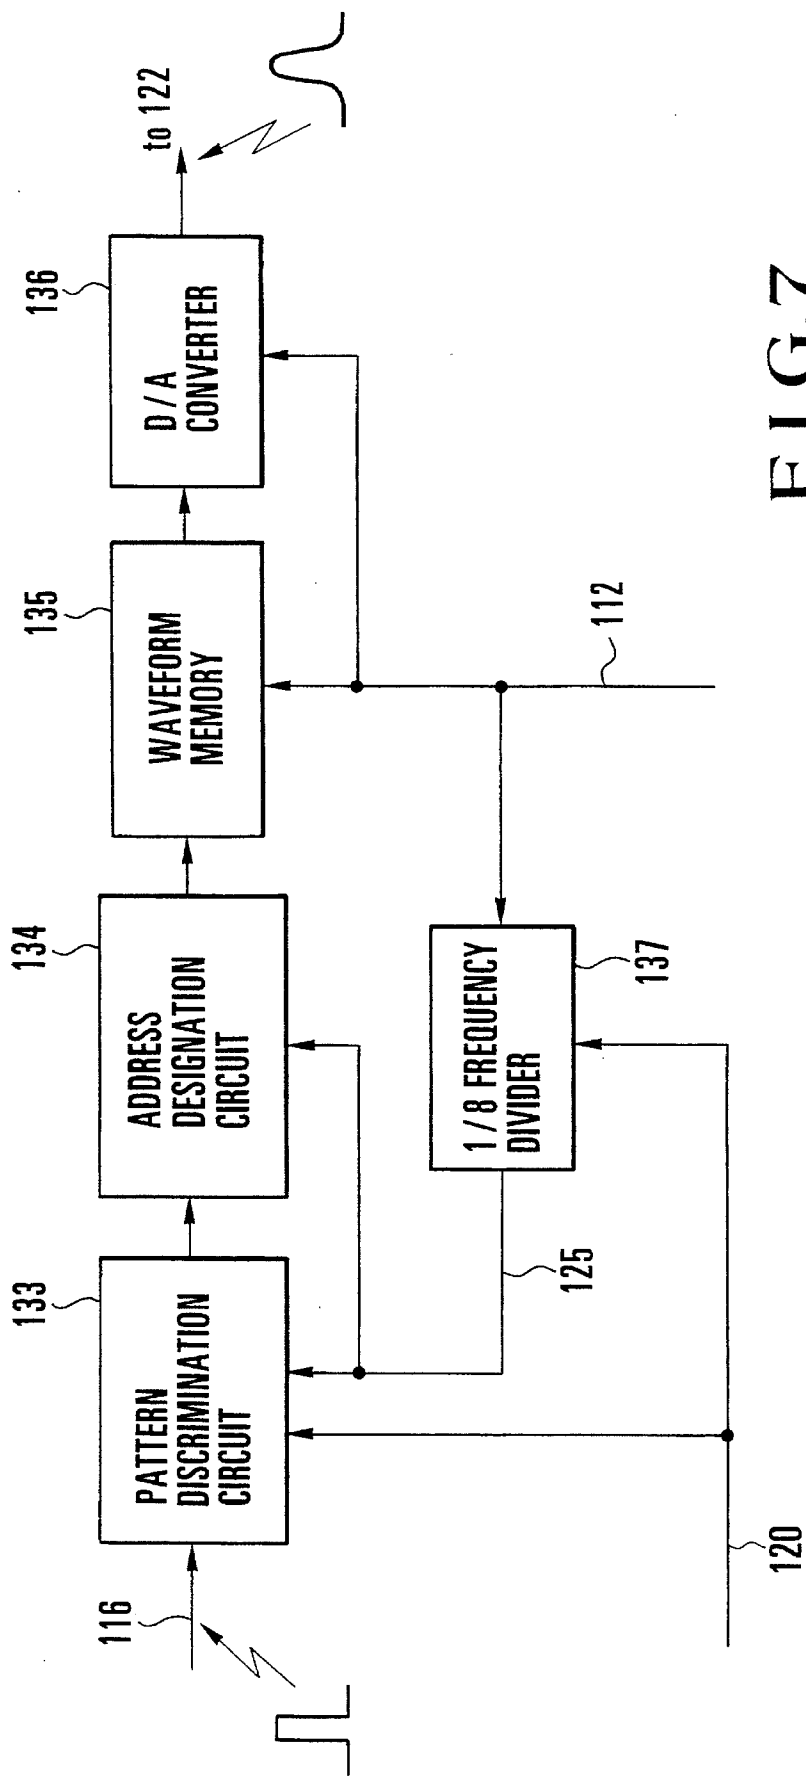 116
133
PATTERN
DISCRIMINATION
CIRCUIT
134
ADDRESS
DESIGNATION
CIRCUIT
135
WAVEFORM
MEMORY
136
D/A
CONVERTER
to 122
125
1/8 FREQUENCY
DIVIDER
137
112
120
FIG.7